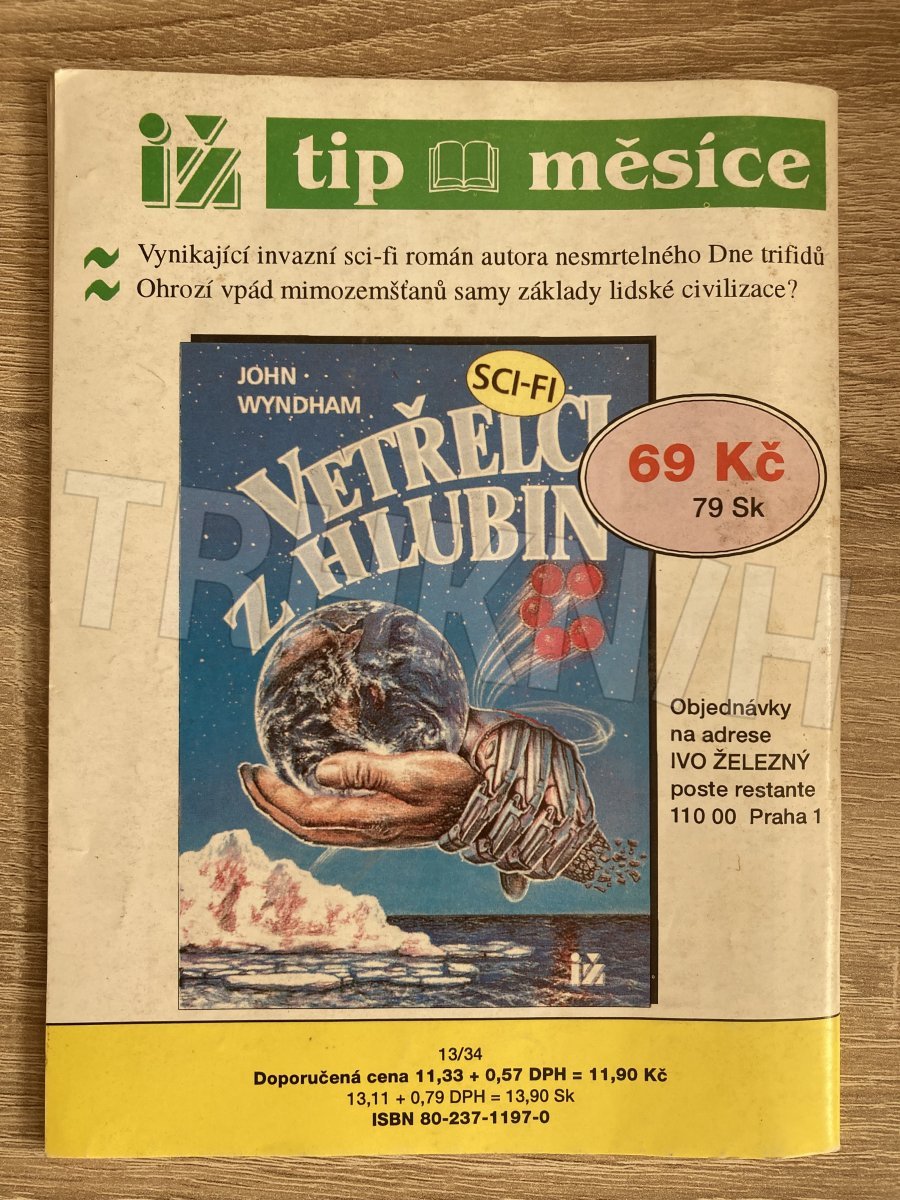 iž tip měsíce
Vynikající invazní sci-fi román autora nesmrtelného Dne trifidů
Ohrozí vpád mimozemšťanů samy základy lidské civilizace?
JOHN
WYNDHAM
SCI-FI
VETŘELCI
Z HLUBIN
69 Kč
79 Sk
Objednávky
na adrese
IVO ŽELEZNÝ
poste restante
110 00 Praha 1
iž
13/34
Doporučená cena 11,33 + 0,57 DPH = 11,90 Kč
13,11 + 0,79 DPH = 13,90 Sk
ISBN 80-237-1197-0